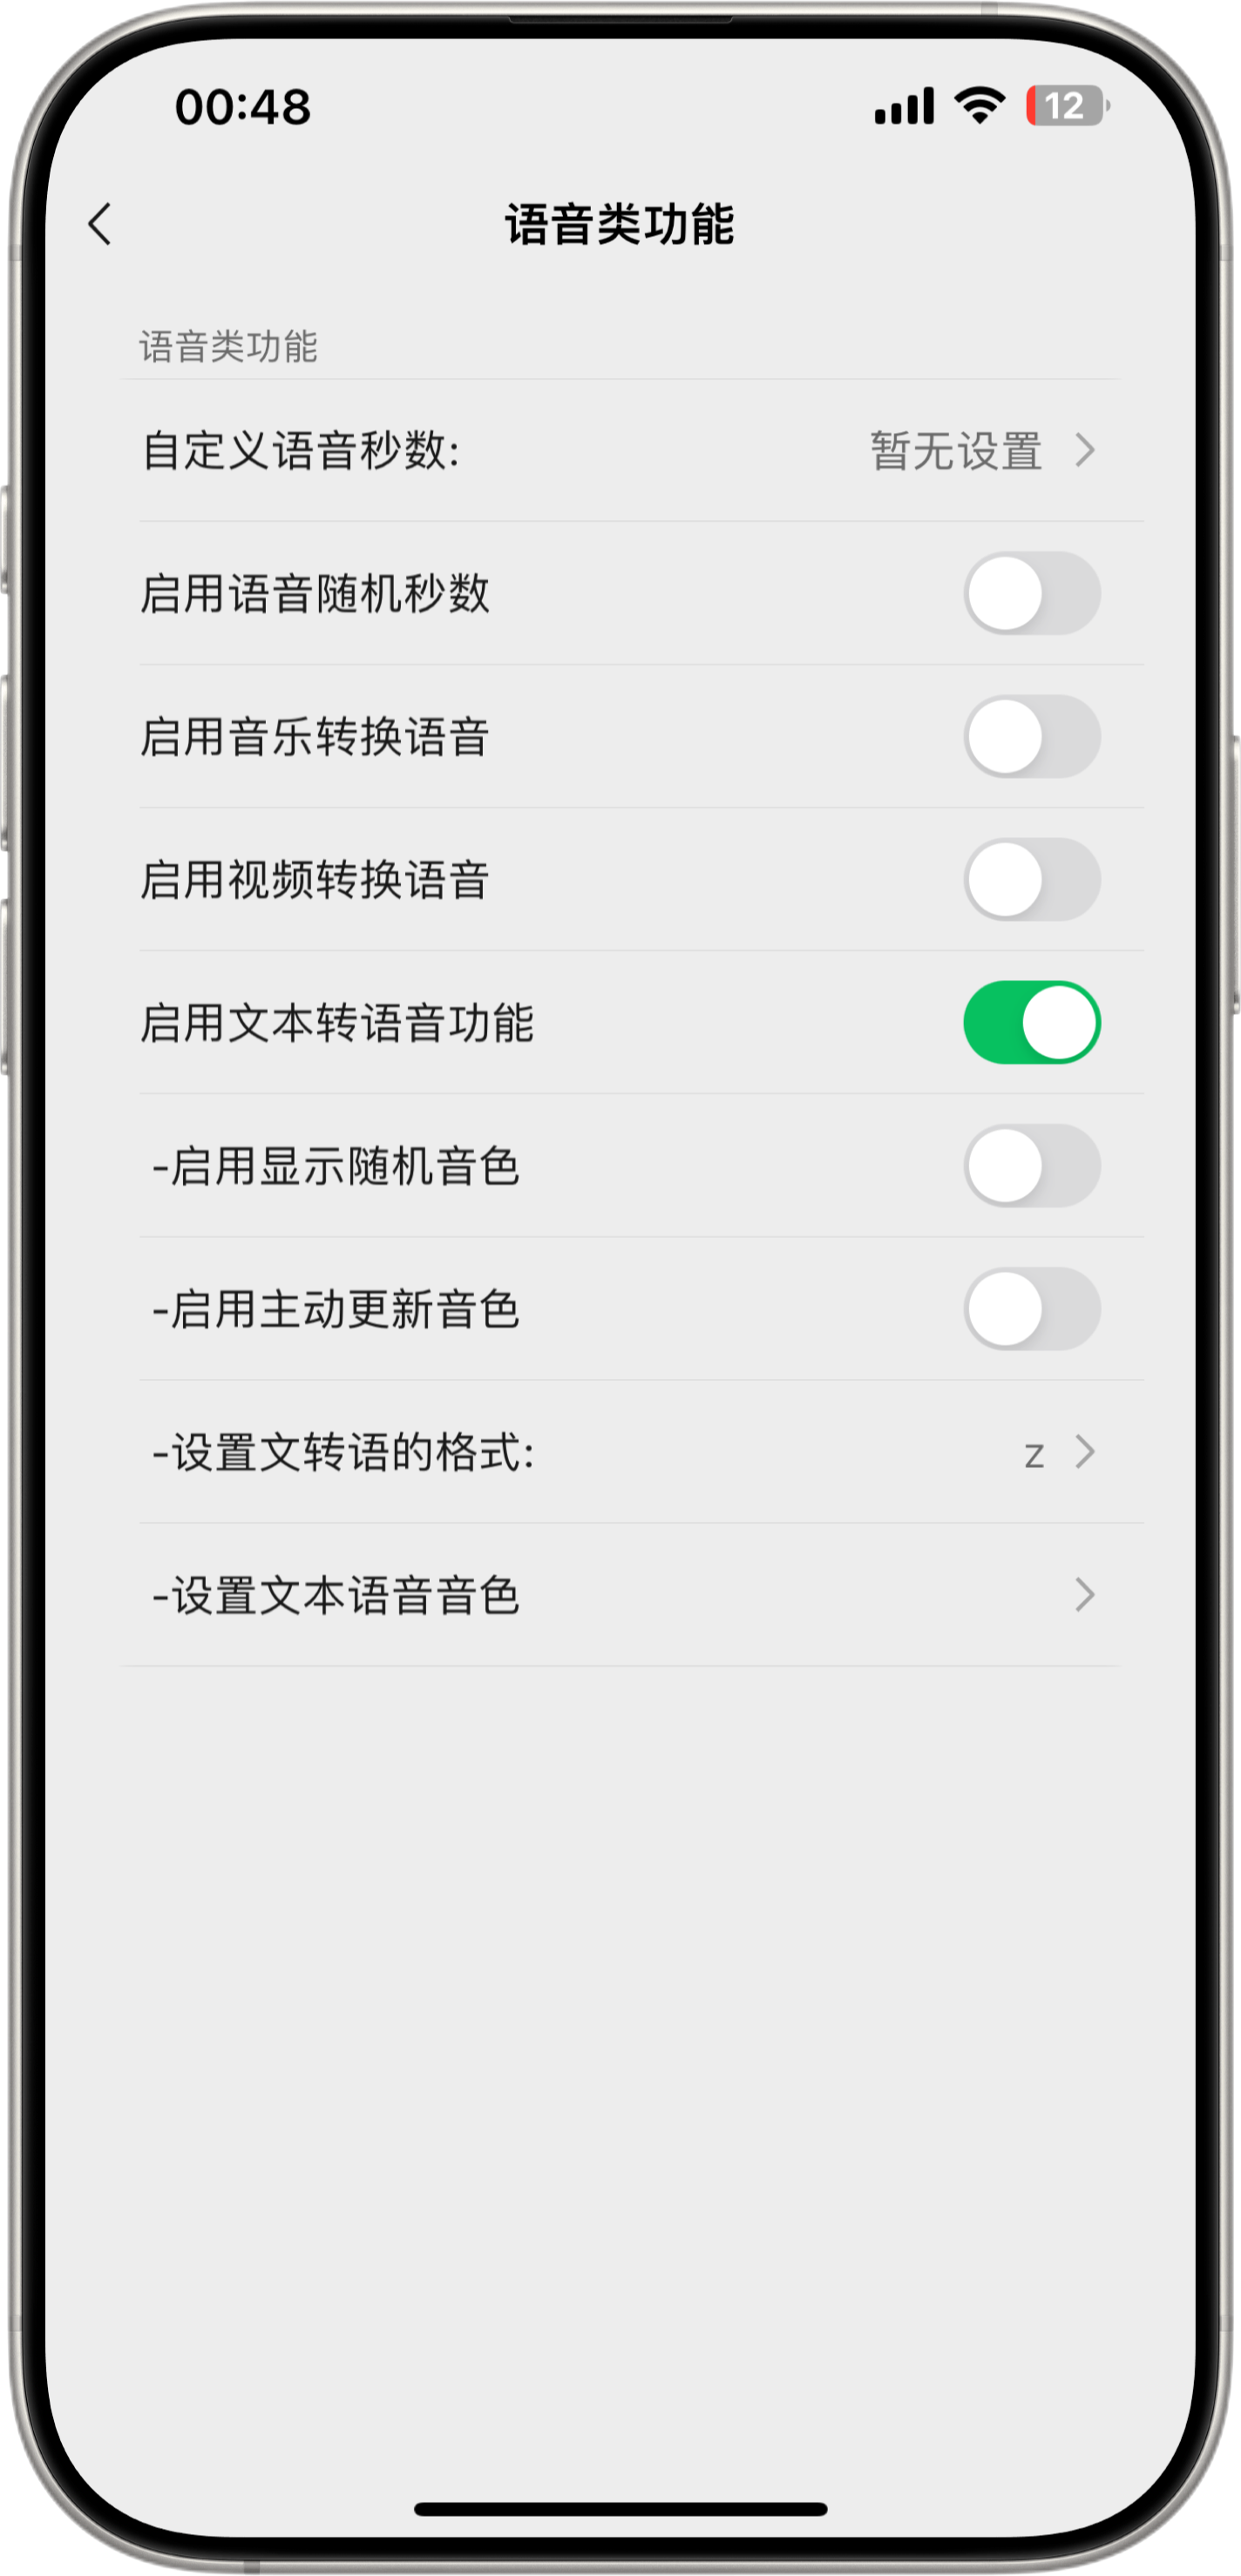 00:48
12
语音类功能
语音类功能
自定义语音秒数: 暂无设置
启用语音随机秒数
启用音乐转换语音
启用视频转换语音
启用文本转语音功能
-启用显示随机音色
-启用主动更新音色
-设置文转语的格式: z
-设置文本语音音色